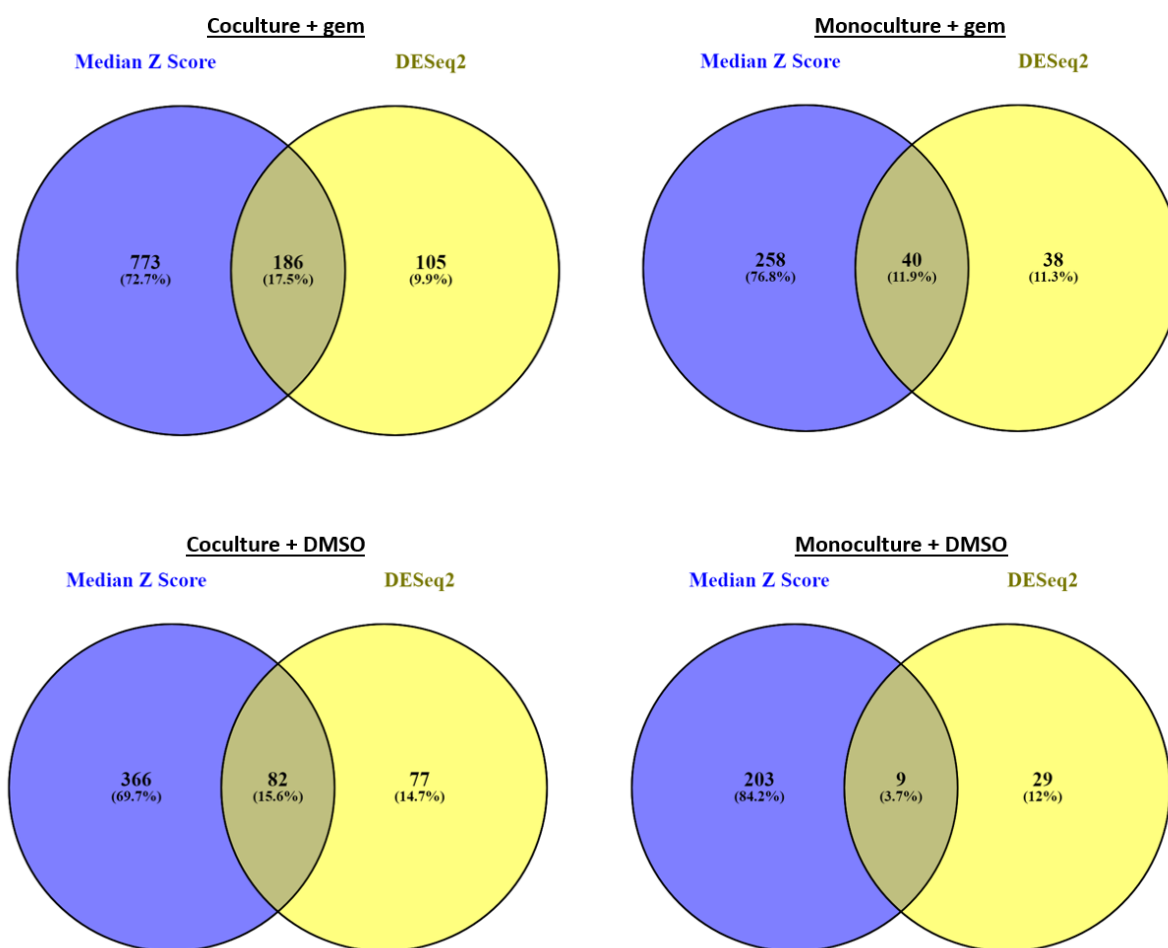 Coculture + gem
Median Z Score DESeq2
773 186 105
(72.7%) (17.5%) (9.9%)
Monoculture + gem
Median Z Score DESeq2
258 40 38
(76.8%) (11.9%) (11.3%)
Coculture + DMSO
Median Z Score DESeq2
366 82 77
(69.7%) (15.6%) (14.7%)
Monoculture + DMSO
Median Z Score DESeq2
203 9 29
(84.2%) (3.7%) (12%)